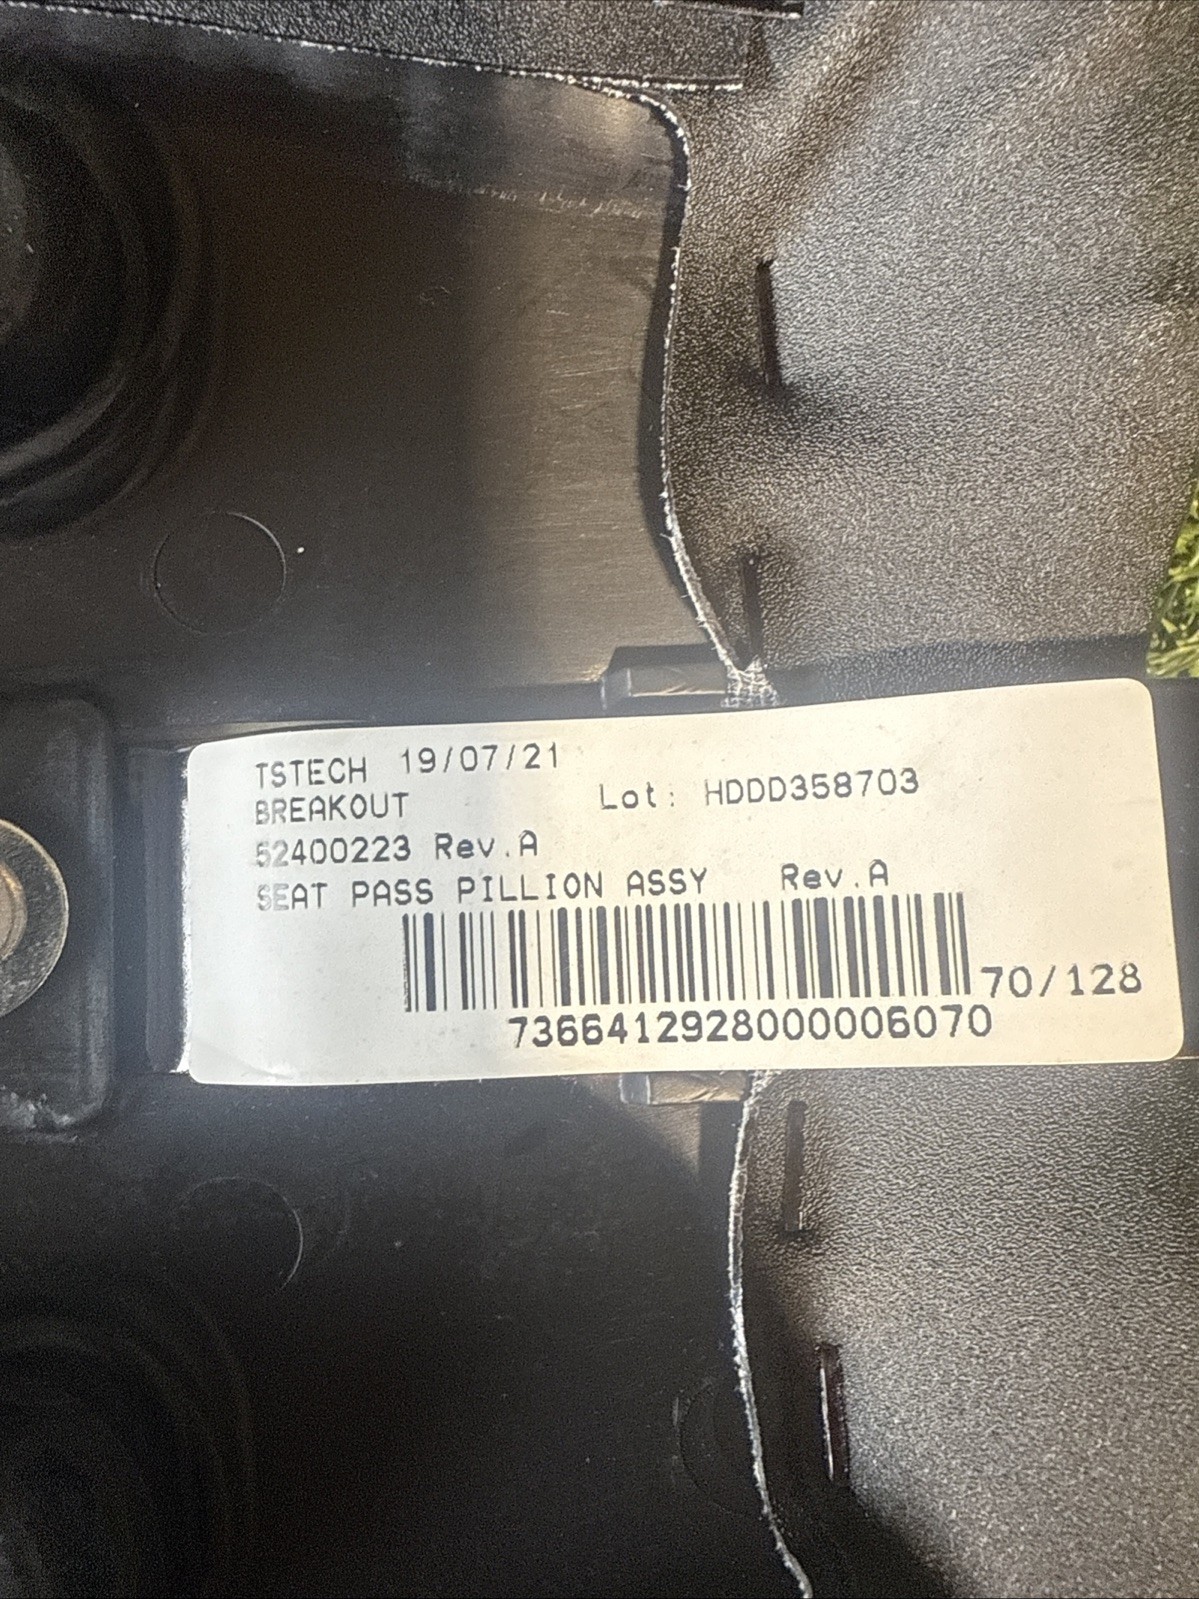 TSTECH 19/07/21
BREAKOUT Lot: HDDD358703
52400223 Rev.A
SEAT PASS PILLION ASSY Rev.A
70/128
7366412928000006070